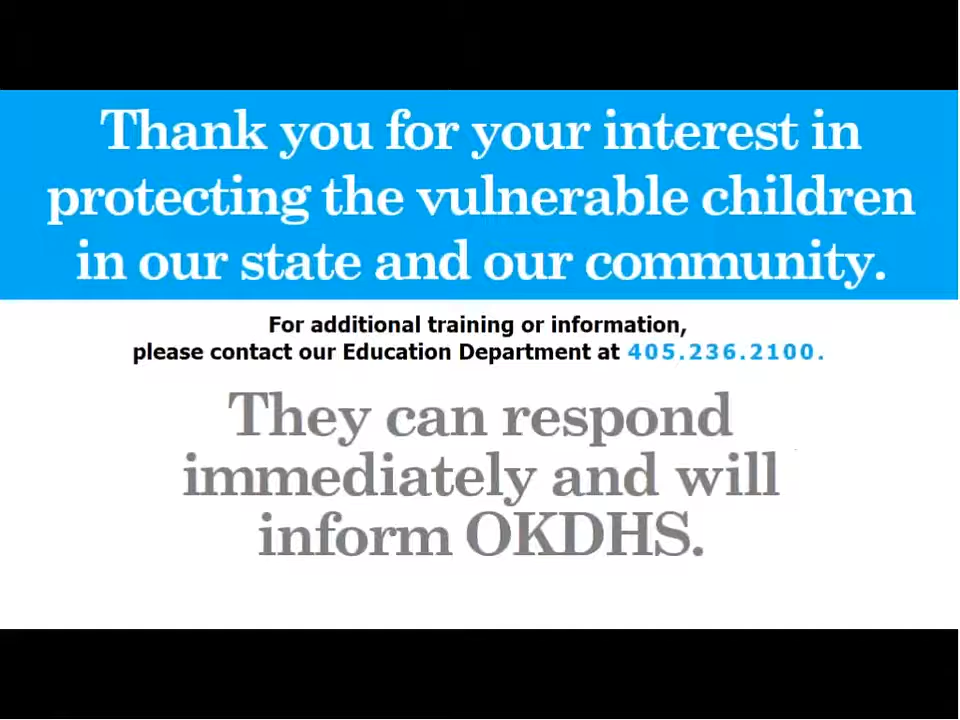 Thank you for your interest in
protecting the vulnerable children
in our state and our community.
For additional training or information,
please contact our Education Department at 405.236.2100.
They can respond
immediately and will
inform OKDHS.